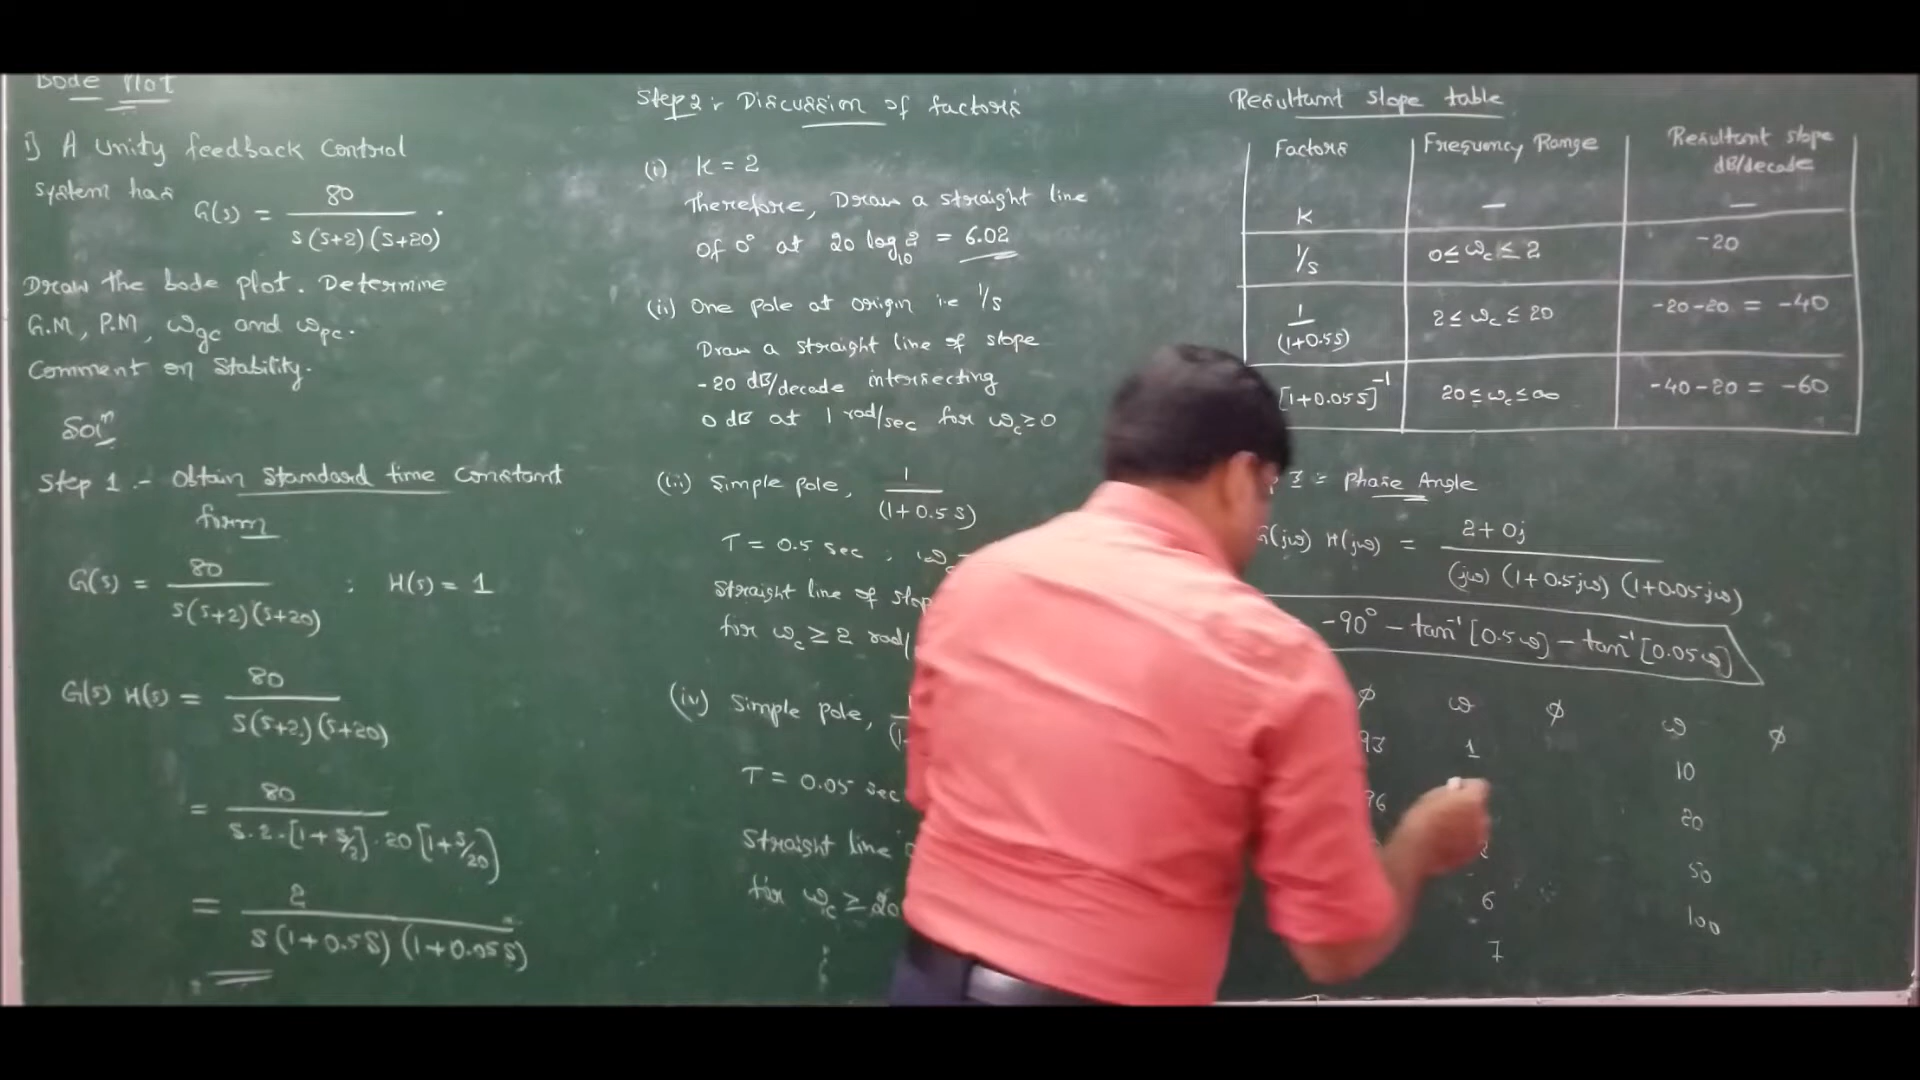 Bode Plot
1) A unity feedback control
system has G(s) = 80 / s(s+2)(s+20) .
Draw the bode plot. Determine
G.M, P.M, ωgc and ωpc.
Comment on stability.
Solⁿ
Step 1 :- Obtain standard time constant
form
G(s) = 80 / s(s+2)(s+20) ; H(s) = 1
G(s) H(s) = 80 / s(s+2)(s+20)
= 80 / s.2.[1+s/2].20[1+s/20]
= 2 / s(1+0.5s)(1+0.05s)
Step 2 : Discussion of factors
(i) K = 2
Therefore, Draw a straight line
of 0° at 20 log₁₀ 2 = 6.02
(ii) One pole at origin i.e 1/s
Draw a straight line of slope
-20 dB/decade intersecting
0 dB at 1 rad/sec for ωc ≥ 0
(iii) Simple pole, 1 / (1+0.5s)
T = 0.5 sec ,
straight line of
for ωc ≥ 2 rad/
(iv) Simple pole,
T = 0.05 sec
straight line
for ωc ≥ 20
Resultant slope table
Factors | Frequency Range | Resultant slope dB/decade
K | — | —
1/s | 0 ≤ ωc ≤ 2 | -20
1 / (1+0.5s) | 2 ≤ ωc ≤ 20 | -20-20 = -40
[1+0.05s]⁻¹ | 20 ≤ ωc ≤ ∞ | -40-20 = -60
3 : Phase Angle
G(jω) H(jω) = 2+0j / (jω)(1+0.5jω)(1+0.05jω)
-90° - tan⁻¹[0.5ω] - tan⁻¹[0.05ω]
φ ω φ ω φ
93 1 10
96 20
50
6 100
7